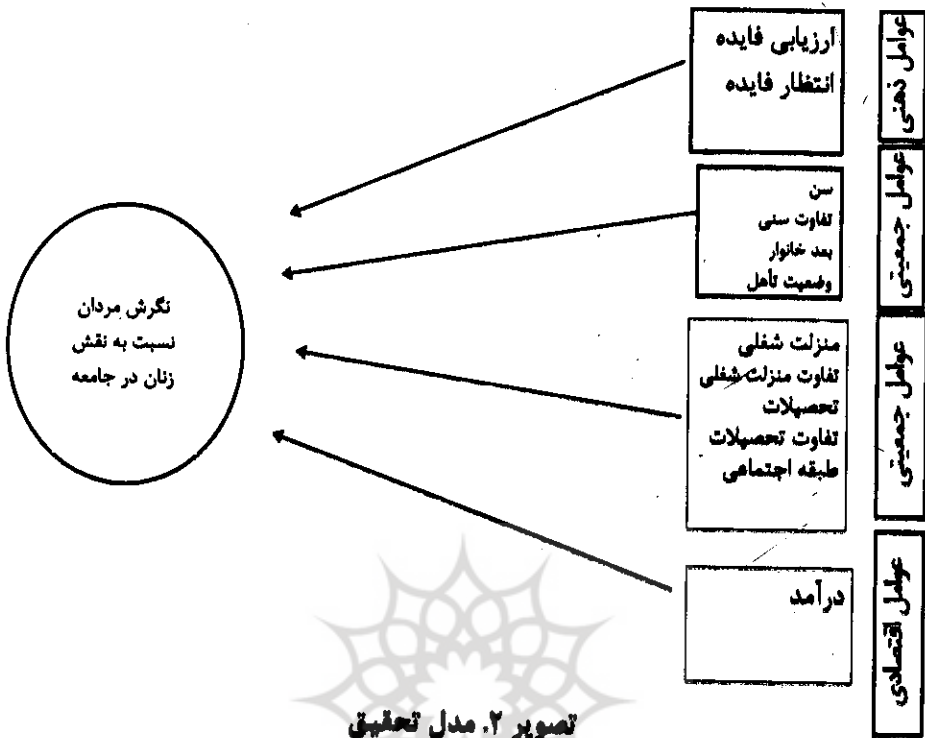 عوامل ذهنی
ارزیابی فایده
انتظار فایده
عوامل جمعیتی
سن
تفاوت سنی
بعد خانوار
وضعیت تأهل
عوامل جمعیتی
منزلت شغلی
تفاوت منزلت شغلی
تحصیلات
تفاوت تحصیلات
طبقه اجتماعی
عوامل اقتصادی
درآمد
نگرش مردان
نسبت به نقش
زنان در جامعه
تصویر ۲. مدل تحقیق